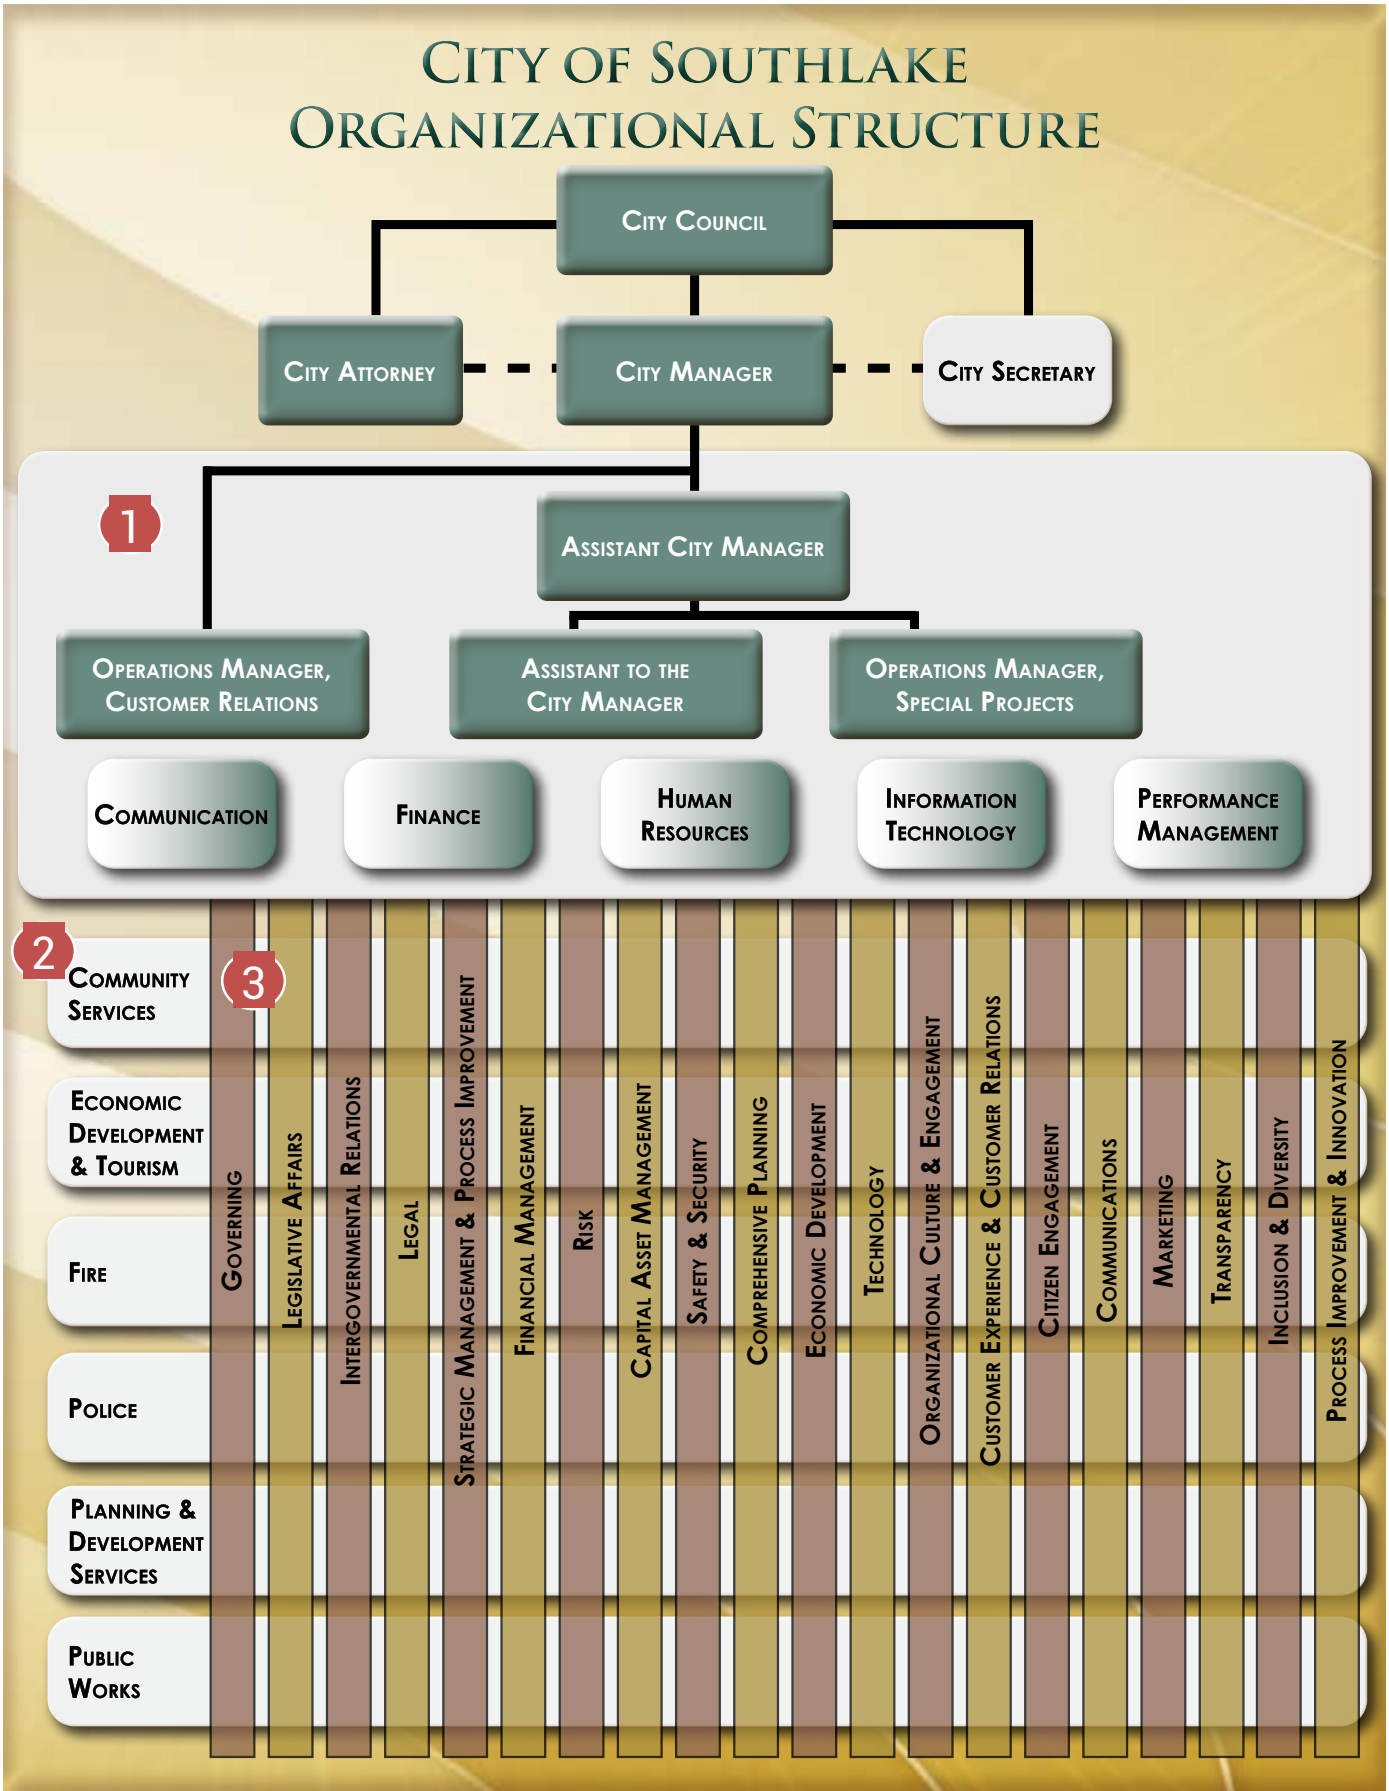 City of Southlake
Organizational Structure
City Council
City Attorney
City Manager
City Secretary
1
Assistant City Manager
Operations Manager,
Customer Relations
Assistant to the
City Manager
Operations Manager,
Special Projects
Communication
Finance
Human
Resources
Information
Technology
Performance
Management
2
Community
Services
3
Economic
Development
& Tourism
Fire
Police
Planning &
Development
Services
Public
Works
Governing
Legislative Affairs
Intergovernmental Relations
Legal
Strategic Management & Process Improvement
Financial Management
Risk
Capital Asset Management
Safety & Security
Comprehensive Planning
Economic Development
Technology
Organizational Culture & Engagement
Customer Experience & Customer Relations
Citizen Engagement
Communications
Marketing
Transparency
Inclusion & Diversity
Process Improvement & Innovation